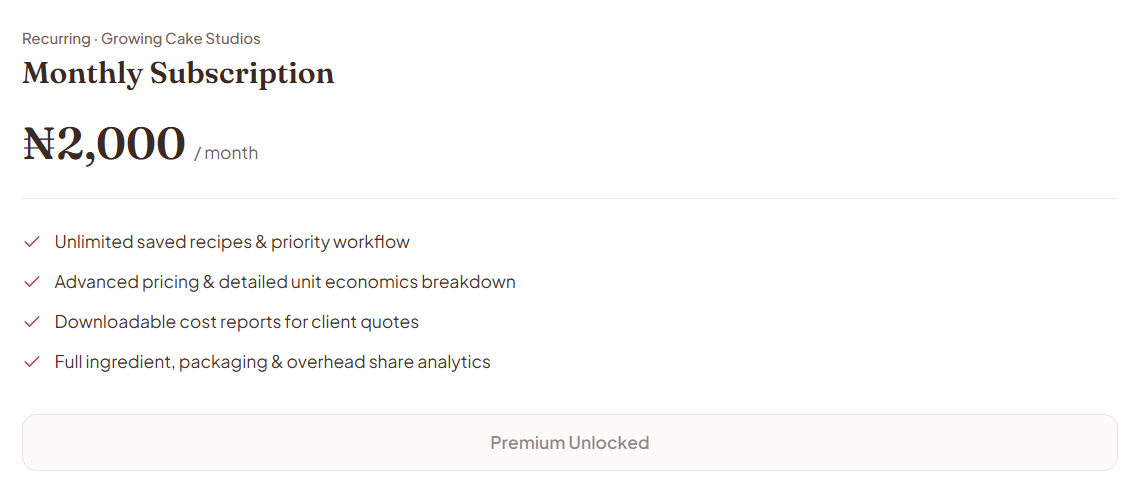 Recurring · Growing Cake Studios
Monthly Subscription
₦2,000 / month
Unlimited saved recipes & priority workflow
Advanced pricing & detailed unit economics breakdown
Downloadable cost reports for client quotes
Full ingredient, packaging & overhead share analytics
Premium Unlocked